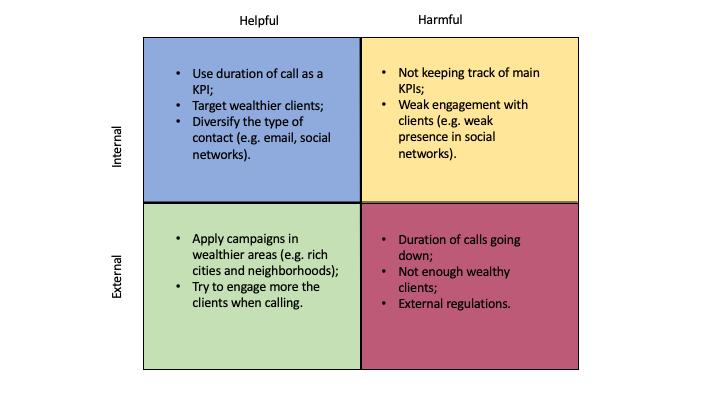 Helpful
Harmful
Internal
• Use duration of call as a
KPI;
• Target wealthier clients;
• Diversify the type of
contact (e.g. email, social
networks).
• Not keeping track of main
KPIs;
• Weak engagement with
clients (e.g. weak
presence in social
networks).
External
• Apply campaigns in
wealthier areas (e.g. rich
cities and neighborhoods);
• Try to engage more the
clients when calling.
• Duration of calls going
down;
• Not enough wealthy
clients;
• External regulations.